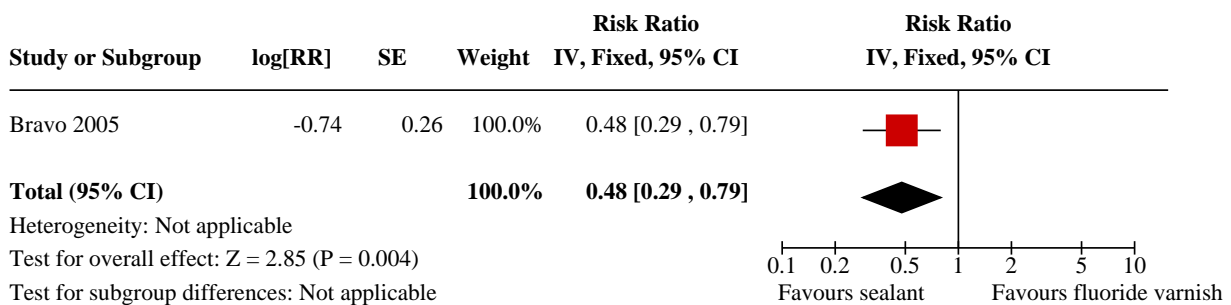 Risk Ratio Risk Ratio
Study or Subgroup log[RR] SE Weight IV, Fixed, 95% CI IV, Fixed, 95% CI
Bravo 2005 -0.74 0.26 100.0% 0.48 [0.29 , 0.79]
Total (95% CI) 100.0% 0.48 [0.29 , 0.79]
Heterogeneity: Not applicable
Test for overall effect: Z = 2.85 (P = 0.004)
0.1 0.2 0.5 1 2 5 10
Test for subgroup differences: Not applicable Favours sealant Favours fluoride varnish